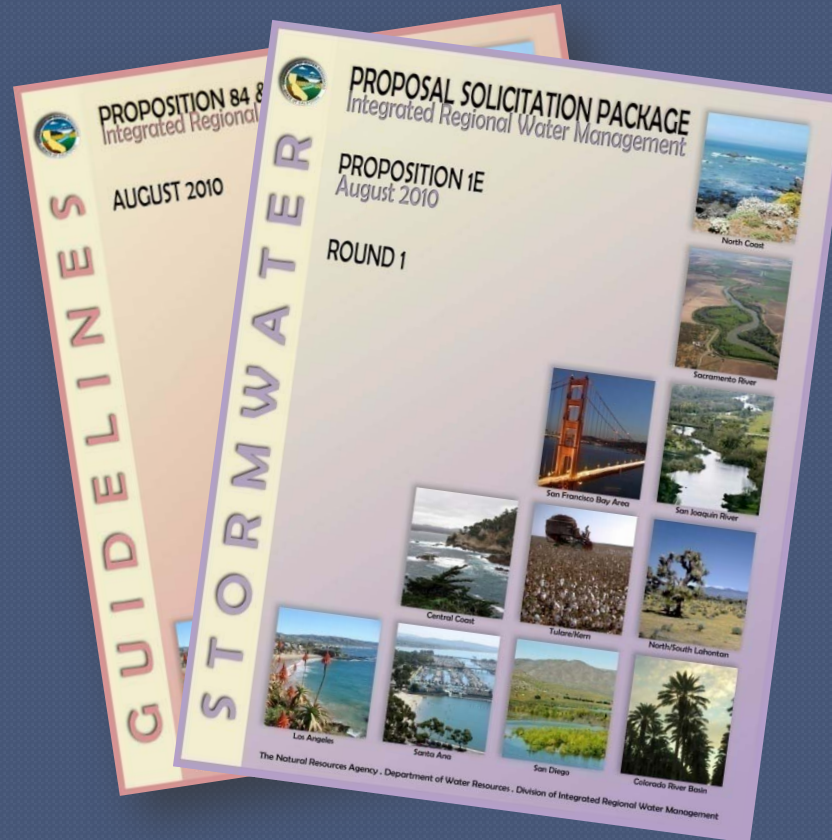 GUIDELINES
PROPOSITION 84 &
Integrated Regional
AUGUST 2010
STORMWATER
PROPOSAL SOLICITATION PACKAGE
Integrated Regional Water Management
PROPOSITION 1E
August 2010
ROUND 1
North Coast
Sacramento River
San Francisco Bay Area
San Joaquin River
Central Coast
Tulare/Kern
North/South Lahontan
Los Angeles
Santa Ana
San Diego
Colorado River Basin
The Natural Resources Agency . Department of Water Resources . Division of Integrated Regional Water Management